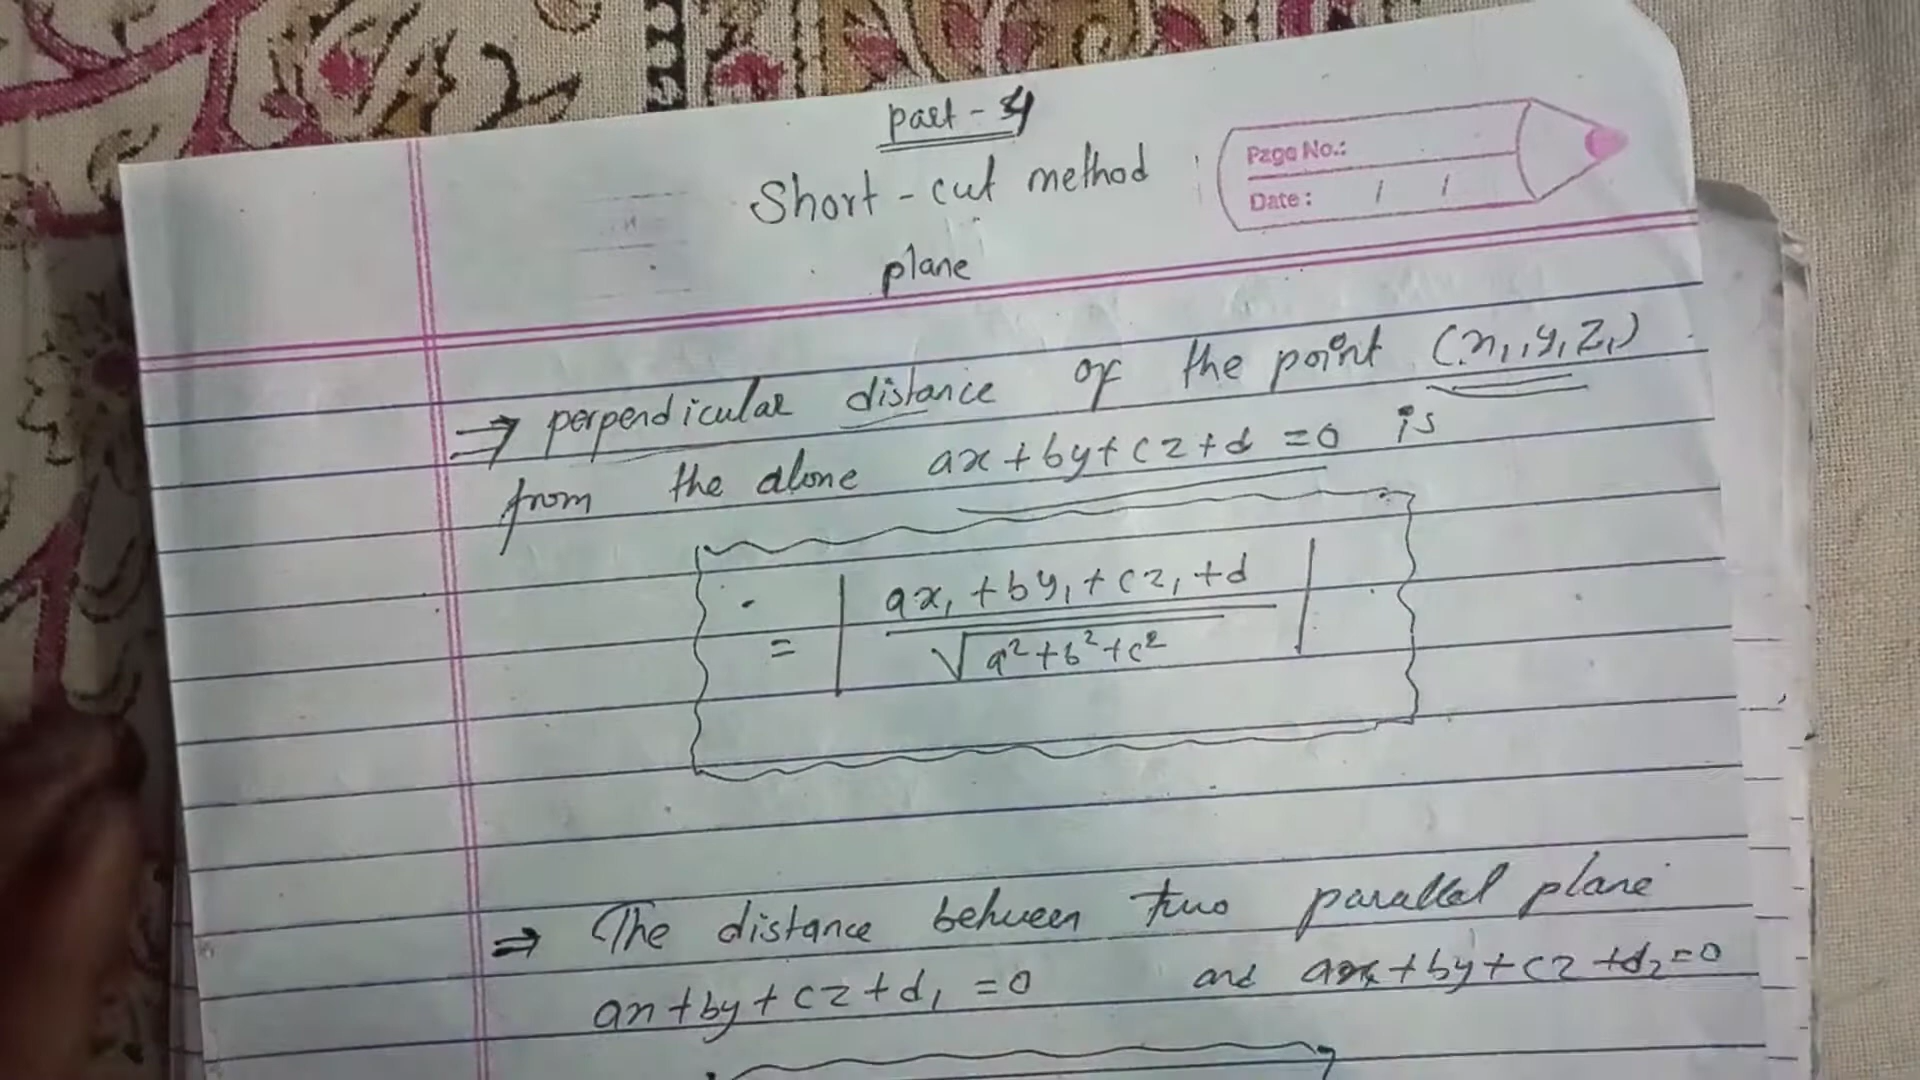 part - 4
Short - cut method
Page No.:
Date: / /
plane
⇒ perpendicular distance of the point (x₁, y₁ z₁)
from the alone ax + by + cz + d = 0 is
= | ax₁ + by₁ + cz₁ + d / √a² + b² + c² |
⇒ The distance between two parallel plane
ax + by + cz + d₁ = 0 and ax + by + cz + d₂ = 0